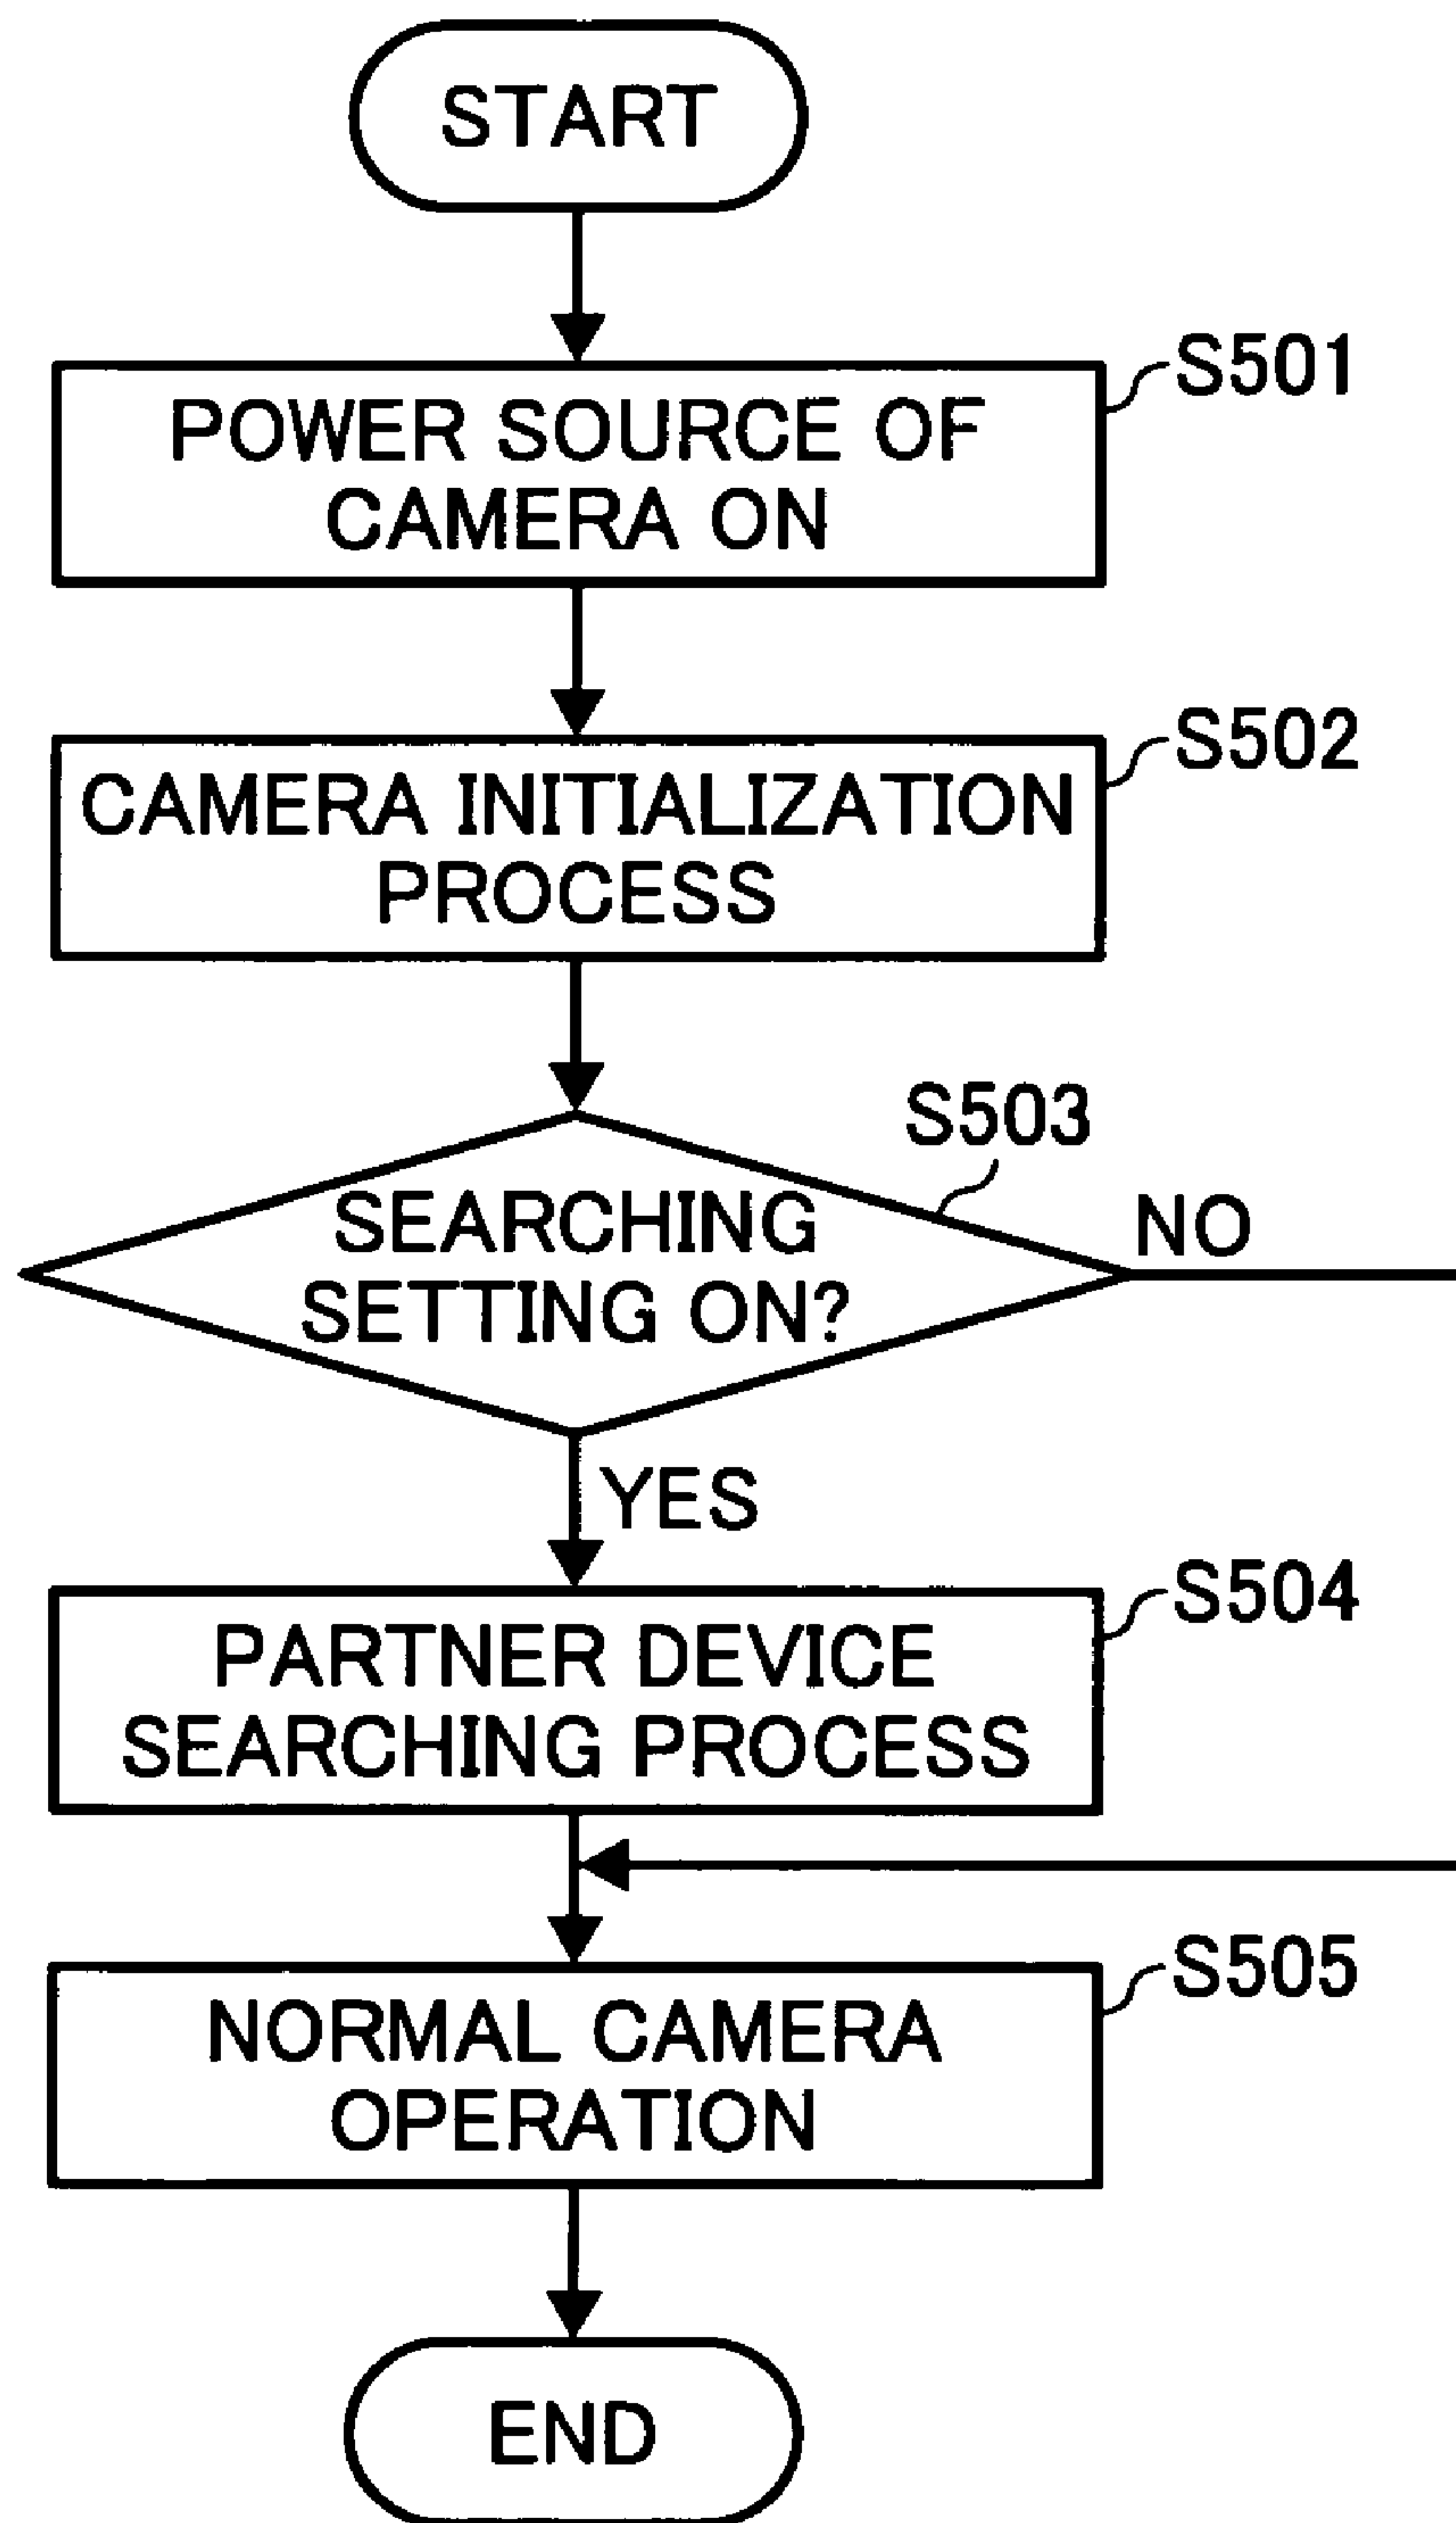 START
S501
POWER SOURCE OF
CAMERA ON
S502
CAMERA INITIALIZATION
PROCESS
S503
SEARCHING
SETTING ON?
NO
YES
S504
PARTNER DEVICE
SEARCHING PROCESS
S505
NORMAL CAMERA
OPERATION
END